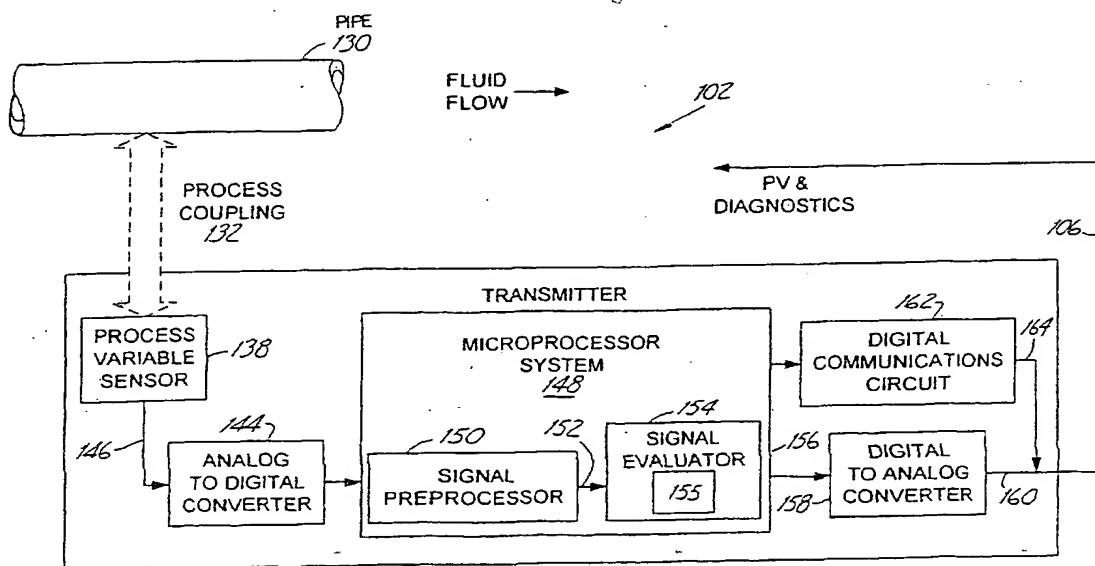 PIPE
130
FLUID
FLOW
102
PROCESS
COUPLING
132
PV &
DIAGNOSTICS
106
TRANSMITTER
PROCESS
VARIABLE
SENSOR
138
MICROPROCESSOR
SYSTEM
148
162
DIGITAL
COMMUNICATIONS
CIRCUIT
164
146
144
ANALOG
TO DIGITAL
CONVERTER
150
SIGNAL
PREPROCESSOR
152
154
SIGNAL
EVALUATOR
155
156
158
DIGITAL
TO ANALOG
CONVERTER
160